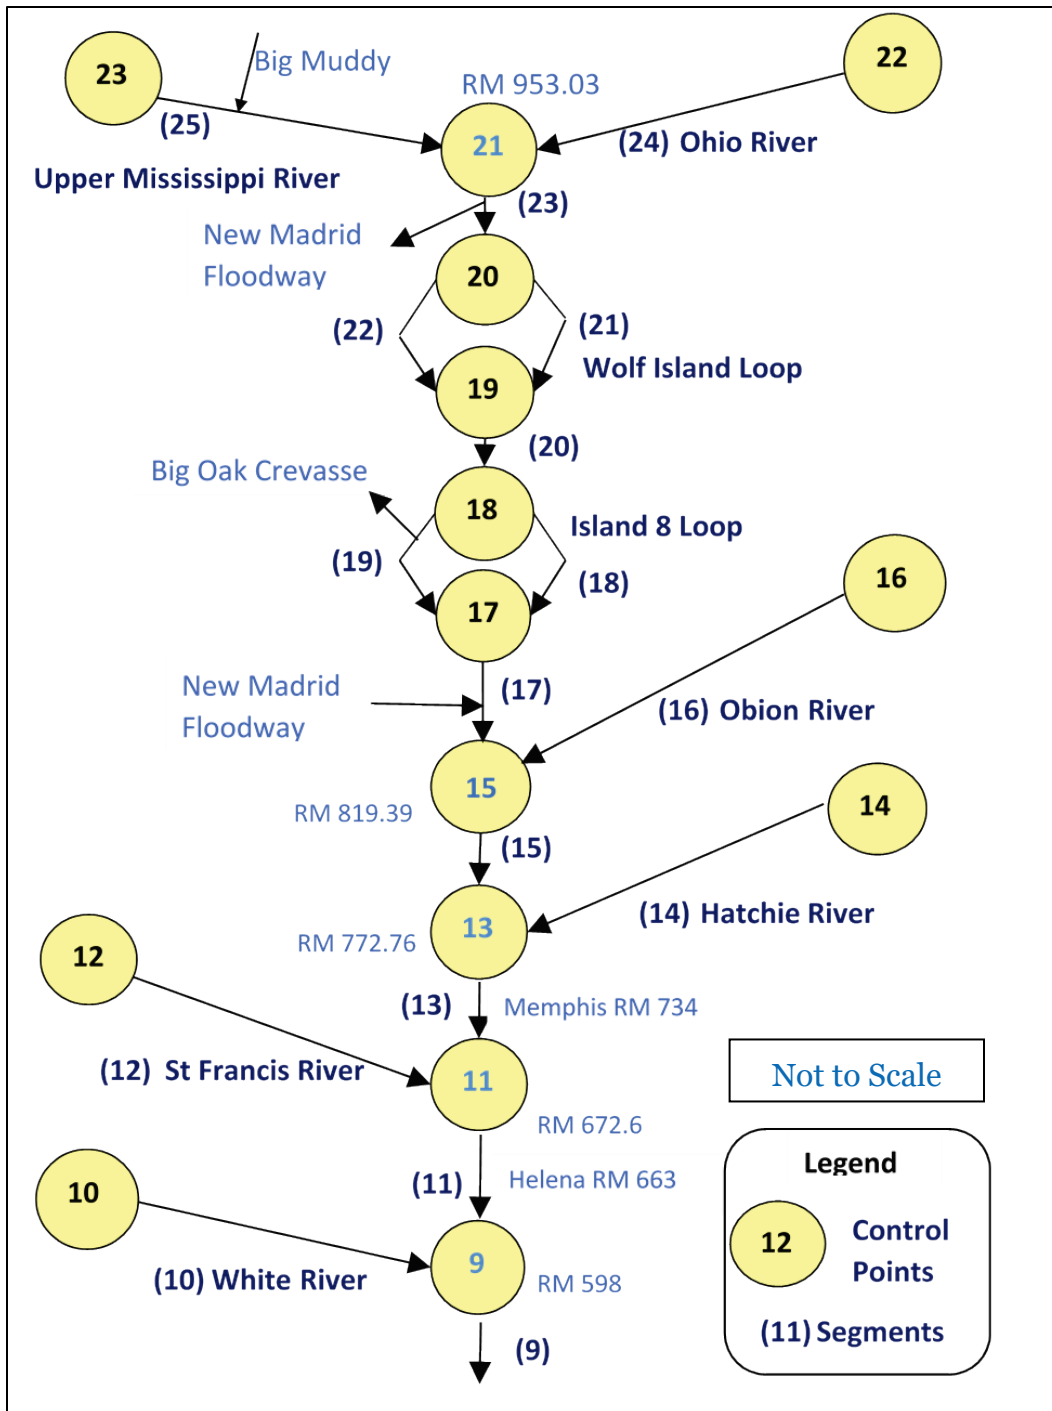 23
Big Muddy
22
RM 953.03
(25)
21
(24) Ohio River
Upper Mississippi River
(23)
New Madrid
Floodway
20
(22)
(21)
Wolf Island Loop
19
(20)
Big Oak Crevasse
18
Island 8 Loop
(19)
(18)
16
17
New Madrid
Floodway
(17)
(16) Obion River
15
RM 819.39
14
(15)
(14) Hatchie River
13
RM 772.76
12
(13)
Memphis RM 734
(12) St Francis River
11
Not to Scale
RM 672.6
Legend
(11)
Helena RM 663
10
12
Control
Points
9
(10) White River
RM 598
(11) Segments
(9)